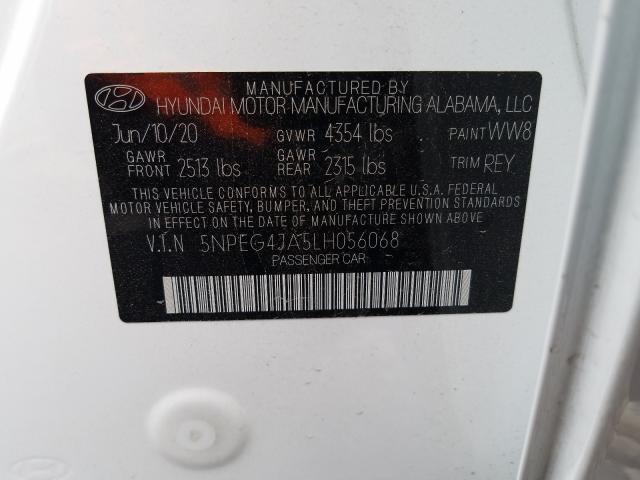 MANUFACTURED BY
HYUNDAI MOTOR MANUFACTURING ALABAMA, LLC
Jun/10/20 GVWR 4354 lbs PAINT WW8
GAWR FRONT 2513 lbs GAWR REAR 2315 lbs TRIM REY
THIS VEHICLE CONFORMS TO ALL APPLICABLE U.S.A. FEDERAL
MOTOR VEHICLE SAFETY, BUMPER, AND THEFT PREVENTION STANDARDS
IN EFFECT ON THE DATE OF MANUFACTURE SHOWN ABOVE
V.I.N 5NPEG4JA5LH056068
PASSENGER CAR